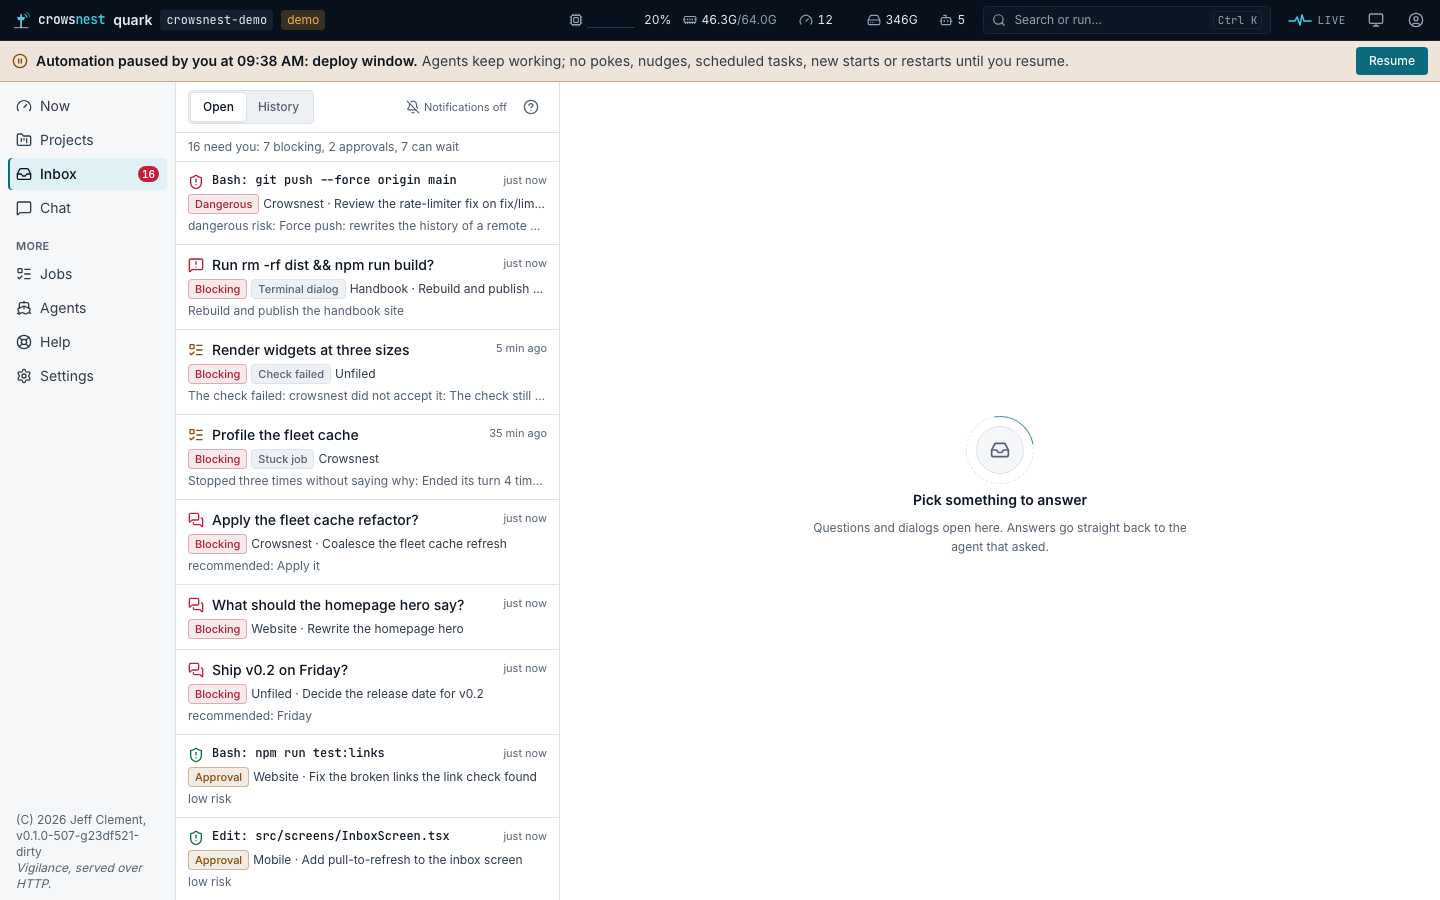 crowsnest quark crowsnest-demo demo 20% 46.3G/64.0G 12 346G 5 Search or run... Ctrl K LIVE
Automation paused by you at 09:38 AM: deploy window. Agents keep working; no pokes, nudges, scheduled tasks, new starts or restarts until you resume. Resume
Now
Projects
Inbox 16
Chat
MORE
Jobs
Agents
Help
Settings
(C) 2026 Jeff Clement,
v0.1.0-507-g23df521-
dirty
Vigilance, served over
HTTP.
Open History Notifications off
16 need you: 7 blocking, 2 approvals, 7 can wait
Bash: git push --force origin main just now
Dangerous Crowsnest · Review the rate-limiter fix on fix/lim...
dangerous risk: Force push: rewrites the history of a remote ...
Run rm -rf dist && npm run build? just now
Blocking Terminal dialog Handbook · Rebuild and publish ...
Rebuild and publish the handbook site
Render widgets at three sizes 5 min ago
Blocking Check failed Unfiled
The check failed: crowsnest did not accept it: The check still ...
Profile the fleet cache 35 min ago
Blocking Stuck job Crowsnest
Stopped three times without saying why: Ended its turn 4 tim...
Apply the fleet cache refactor? just now
Blocking Crowsnest · Coalesce the fleet cache refresh
recommended: Apply it
What should the homepage hero say? just now
Blocking Website · Rewrite the homepage hero
Ship v0.2 on Friday? just now
Blocking Unfiled · Decide the release date for v0.2
recommended: Friday
Bash: npm run test:links just now
Approval Website · Fix the broken links the link check found
low risk
Edit: src/screens/InboxScreen.tsx just now
Approval Mobile · Add pull-to-refresh to the inbox screen
low risk
Pick something to answer
Questions and dialogs open here. Answers go straight back to the
agent that asked.